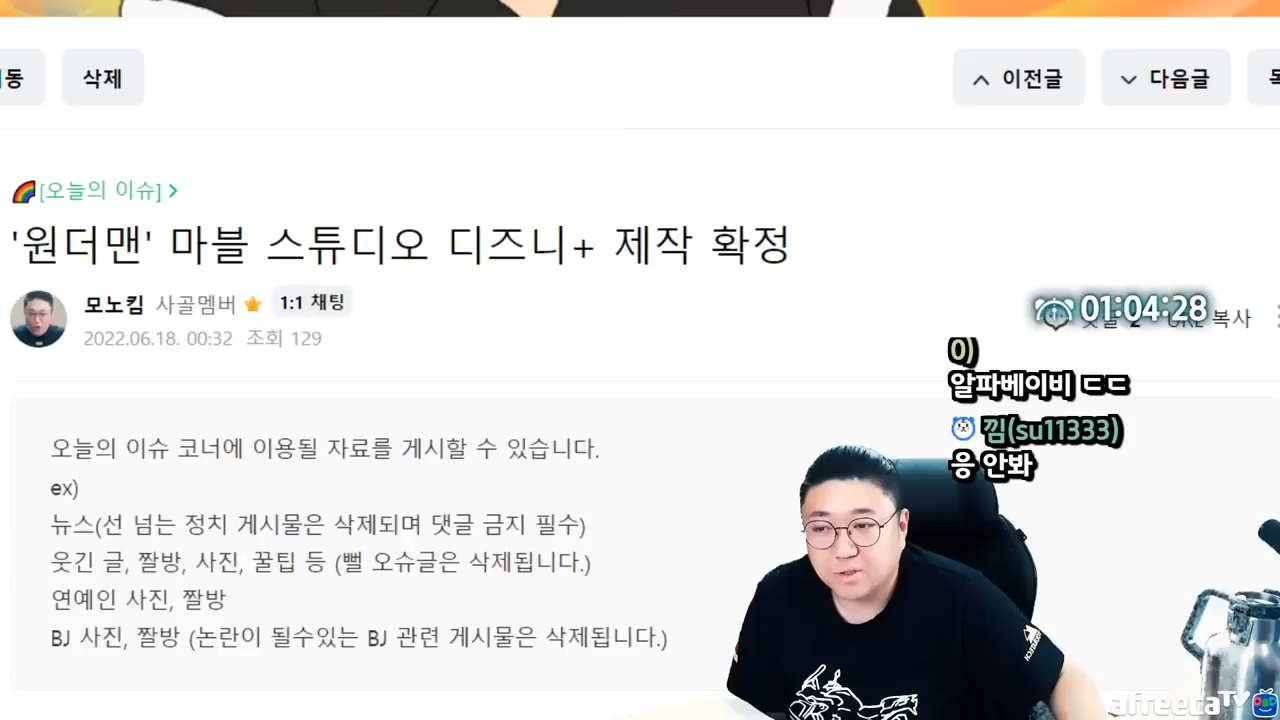 동
삭제
이전글
다음글
[오늘의 이슈]
'원더맨' 마블 스튜디오 디즈니+ 제작 확정
모노킴 사골멤버 1:1 채팅
2022.06.18. 00:32 조회 129
01:04:28
복사
0)
알파베이비 ㄷㄷ
낌(su11333)
응 안봐
오늘의 이슈 코너에 이용될 자료를 게시할 수 있습니다.
ex)
뉴스(선 넘는 정치 게시물은 삭제되며 댓글 금지 필수)
웃긴 글, 짤방, 사진, 꿀팁 등 (뻘 오슈글은 삭제됩니다.)
연예인 사진, 짤방
BJ 사진, 짤방 (논란이 될수있는 BJ 관련 게시물은 삭제됩니다.)
afreecaTV